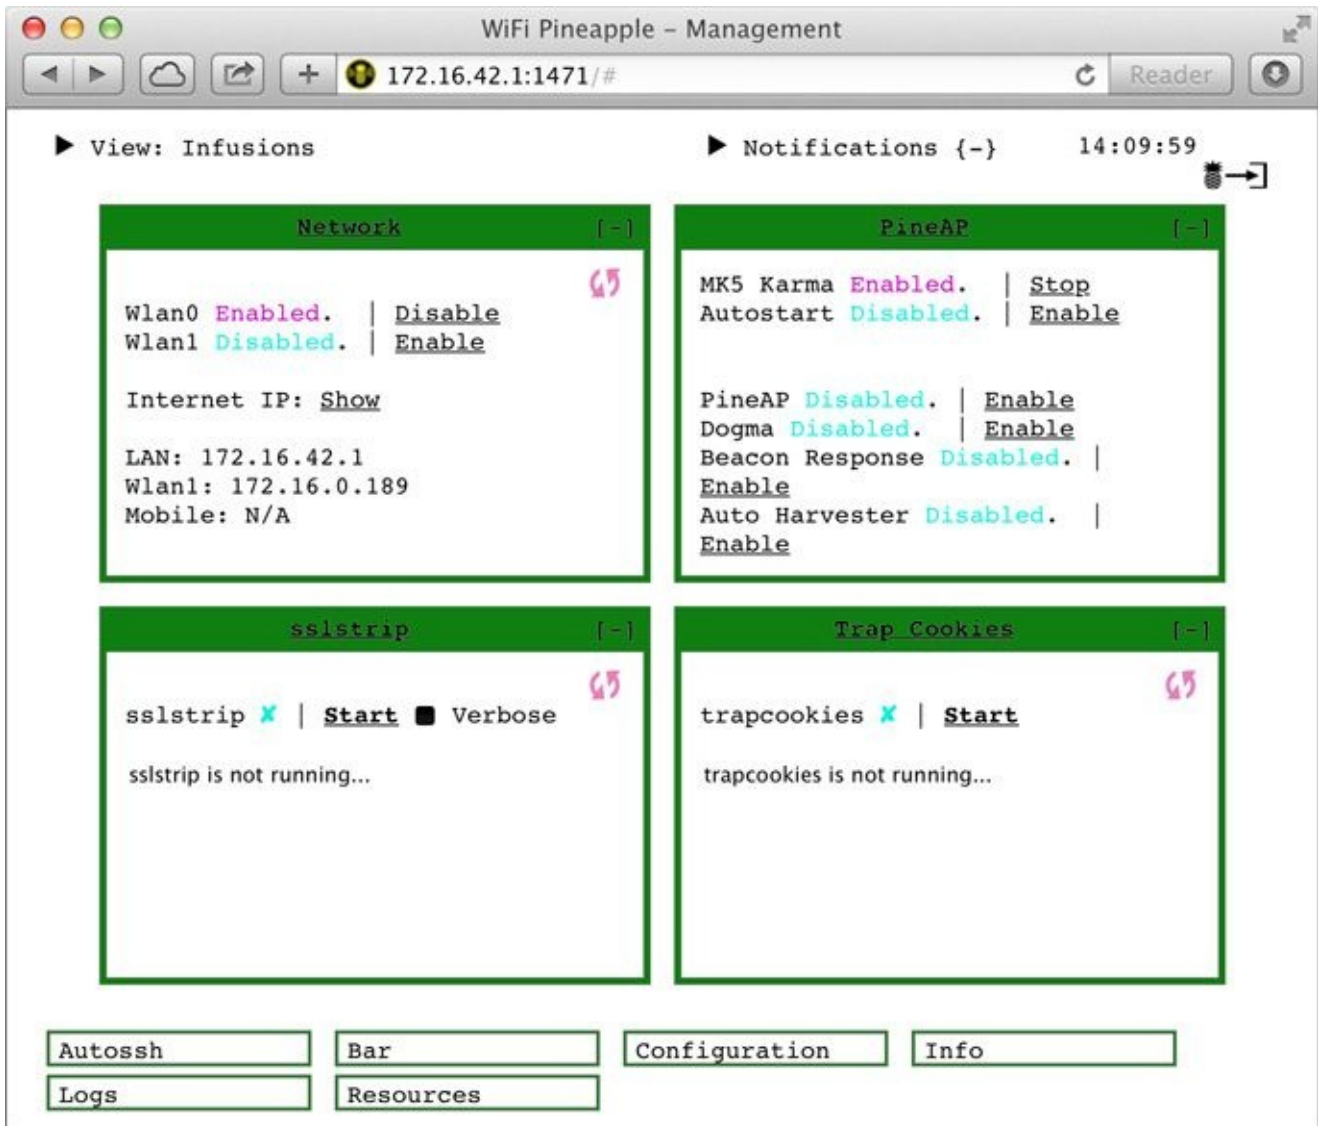 WiFi Pineapple – Management
172.16.42.1:1471/#
Reader
View: Infusions
Notifications {-}
14:09:59
Network [-]
Wlan0 Enabled. | Disable
Wlan1 Disabled. | Enable
Internet IP: Show
LAN: 172.16.42.1
Wlan1: 172.16.0.189
Mobile: N/A
PineAP [-]
MK5 Karma Enabled. | Stop
Autostart Disabled. | Enable
PineAP Disabled. | Enable
Dogma Disabled. | Enable
Beacon Response Disabled. |
Enable
Auto Harvester Disabled. |
Enable
sslstrip [-]
sslstrip ✘ | Start Verbose
sslstrip is not running...
Trap Cookies [-]
trapcookies ✘ | Start
trapcookies is not running...
Autossh
Bar
Configuration
Info
Logs
Resources